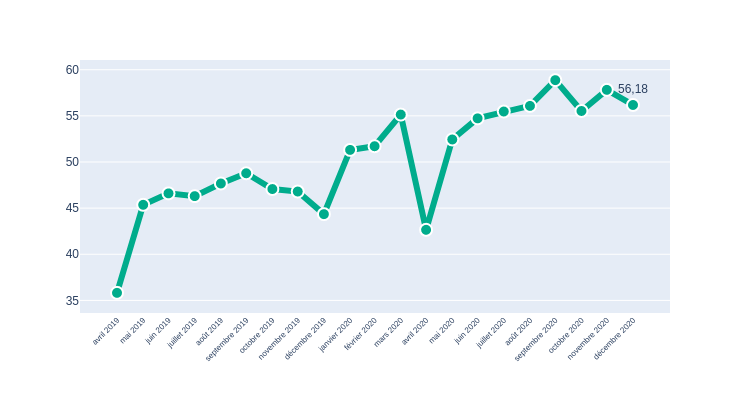 60
55
50
45
40
35
56,18
avril 2019
mai 2019
juin 2019
juillet 2019
août 2019
septembre 2019
octobre 2019
novembre 2019
décembre 2019
janvier 2020
février 2020
mars 2020
avril 2020
mai 2020
juin 2020
juillet 2020
août 2020
septembre 2020
octobre 2020
novembre 2020
décembre 2020